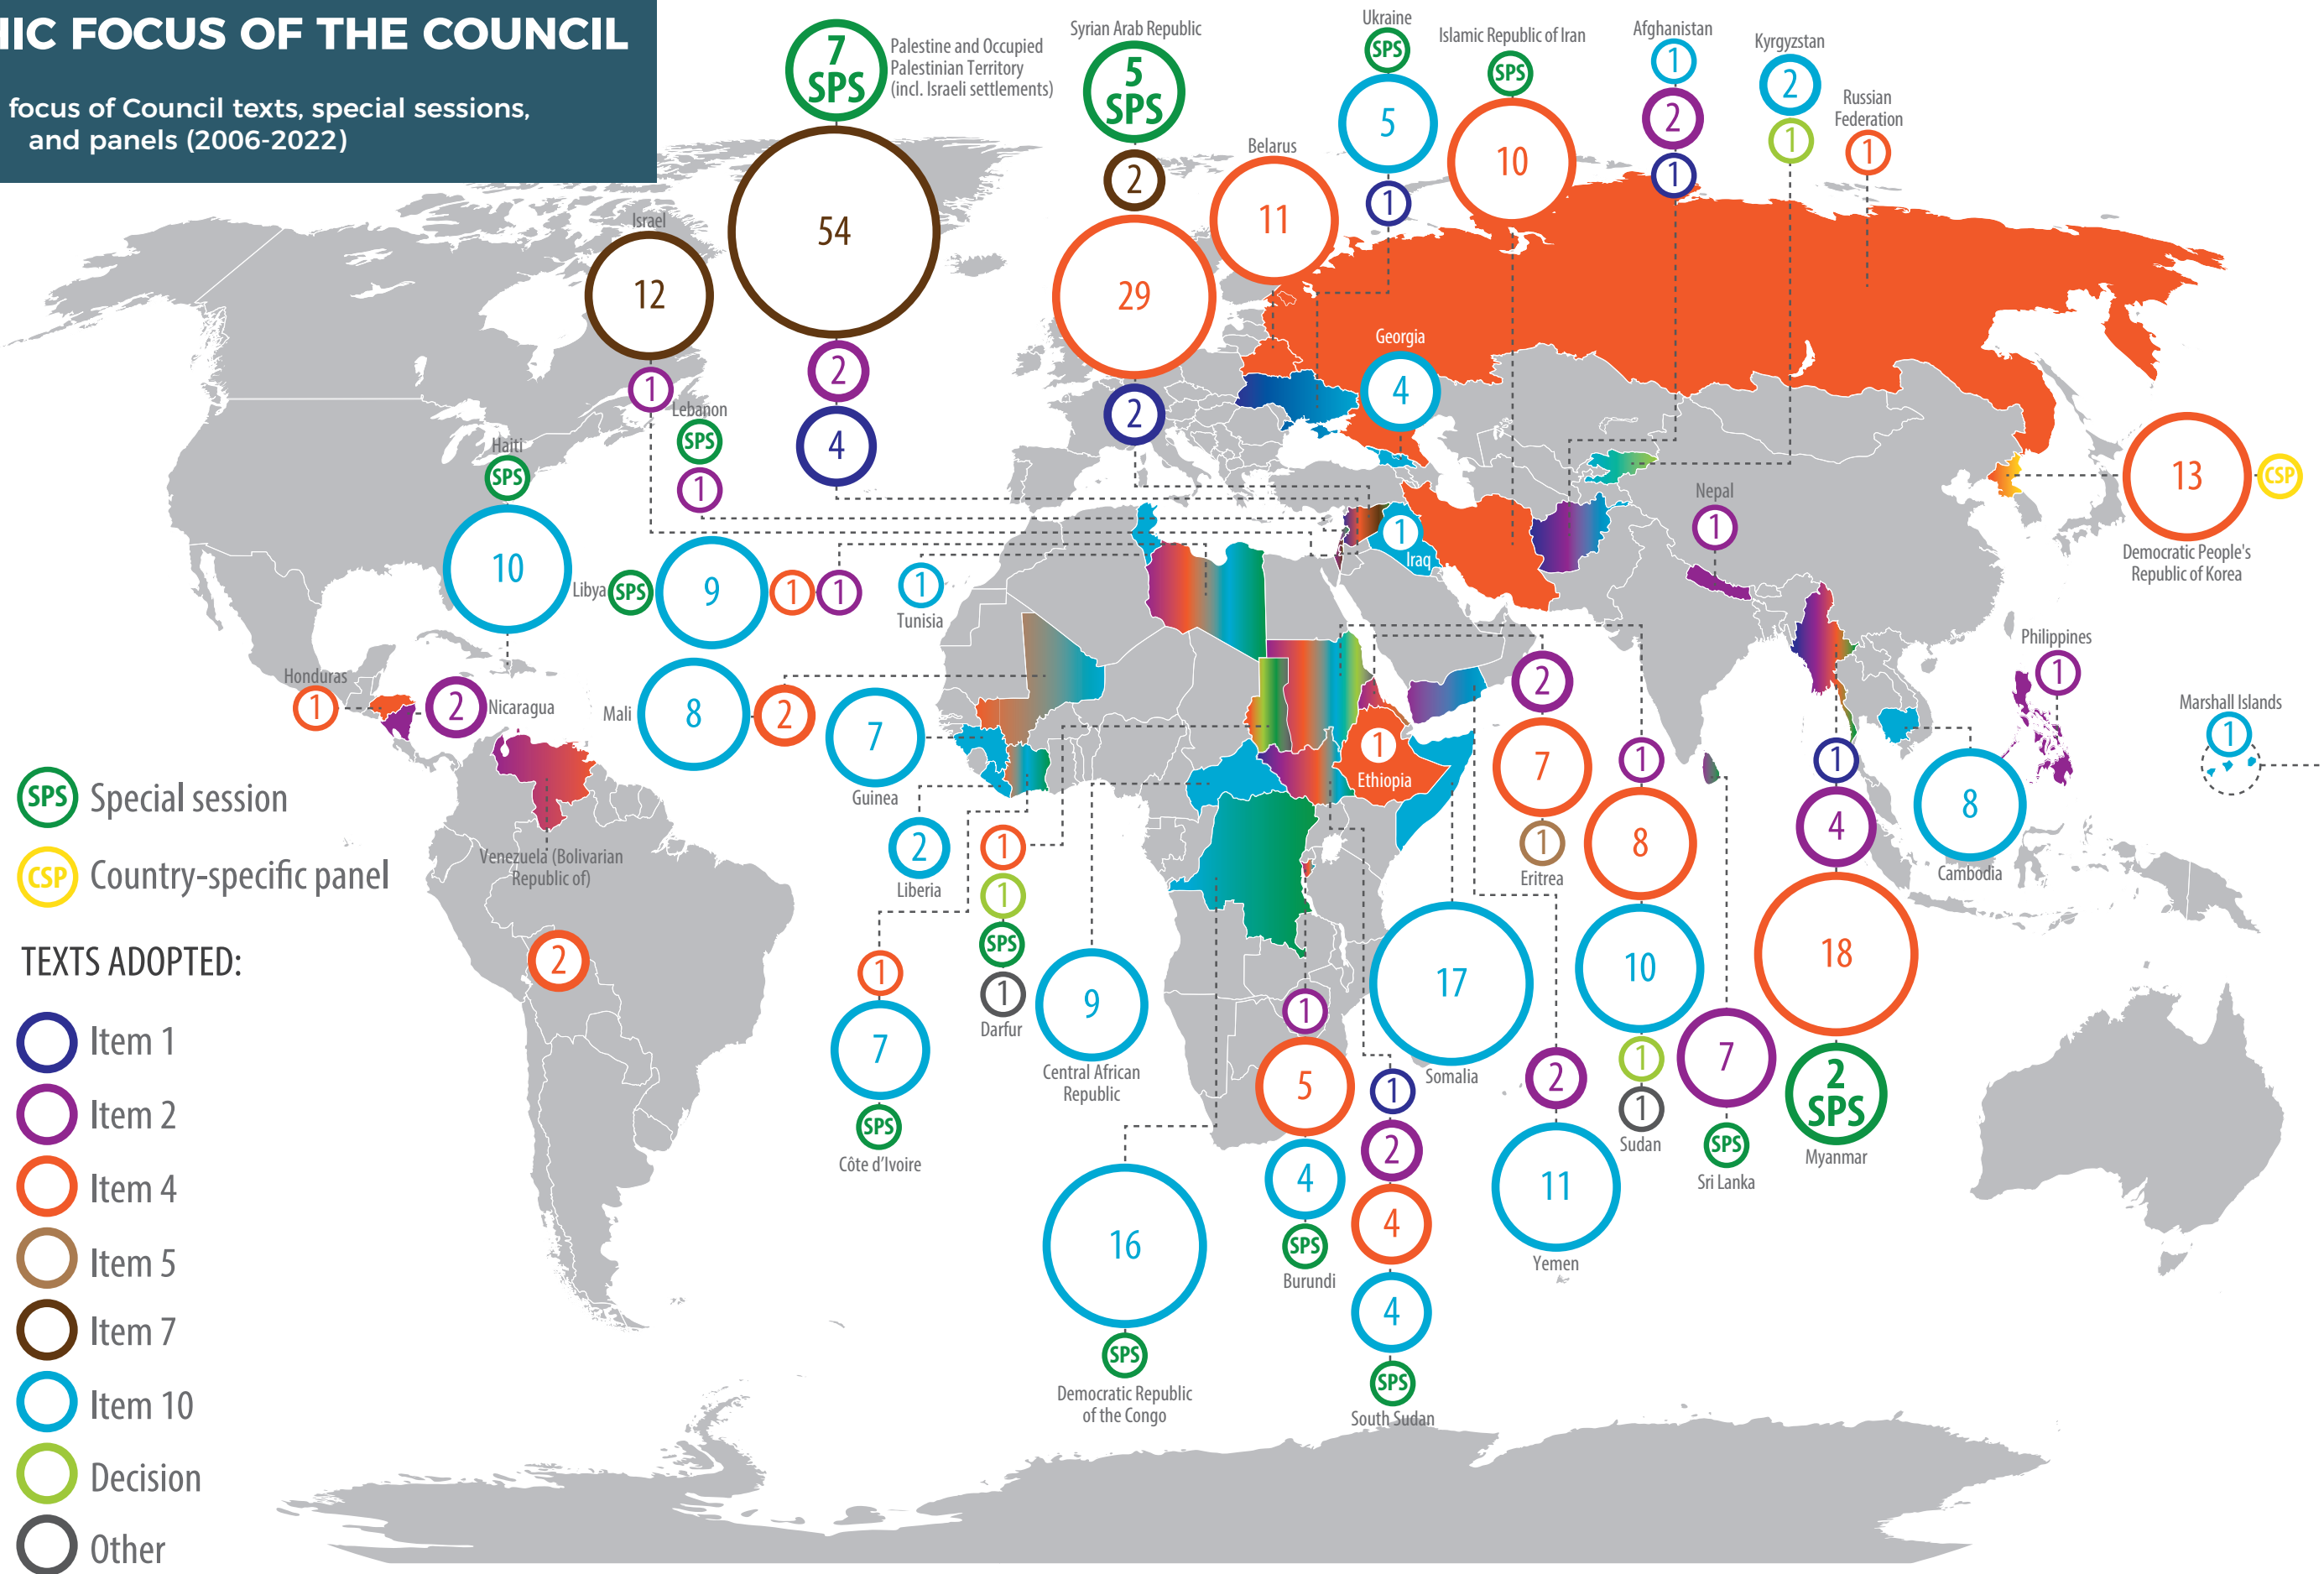 FOCUS OF THE COUNCIL
focus of Council texts, special sessions,
and panels (2006-2022)
7
SPS
Palestine and Occupied
Palestinian Territory
(incl. Israeli settlements)
54
2
4
Syrian Arab Republic
5
SPS
2
29
2
Belarus
11
Ukraine
SPS
5
1
Islamic Republic of Iran
SPS
10
Afghanistan
1
2
1
Kyrgyzstan
2
1
Russian
Federation
1
Israel
12
1
Lebanon
SPS
1
Georgia
4
Haiti
SPS
10
Libya
SPS
9
1
1
1
Tunisia
1
Iraq
Nepal
1
13
CSP
Democratic People's
Republic of Korea
Philippines
1
Marshall Islands
1
Honduras
1
2
Nicaragua
Mali
8
2
7
Guinea
2
Liberia
Venezuela (Bolivarian
Republic of)
2
1
7
SPS
Côte d'Ivoire
1
1
SPS
1
Darfur
9
Central African
Republic
16
SPS
Democratic Republic
of the Congo
1
5
4
SPS
Burundi
1
2
4
4
SPS
South Sudan
1
Ethiopia
17
Somalia
2
7
1
Eritrea
2
11
Yemen
1
8
10
1
1
Sudan
7
SPS
Sri Lanka
1
4
18
2
SPS
Myanmar
8
Cambodia
SPS Special session
CSP Country-specific panel
TEXTS ADOPTED:
Item 1
Item 2
Item 4
Item 5
Item 7
Item 10
Decision
Other